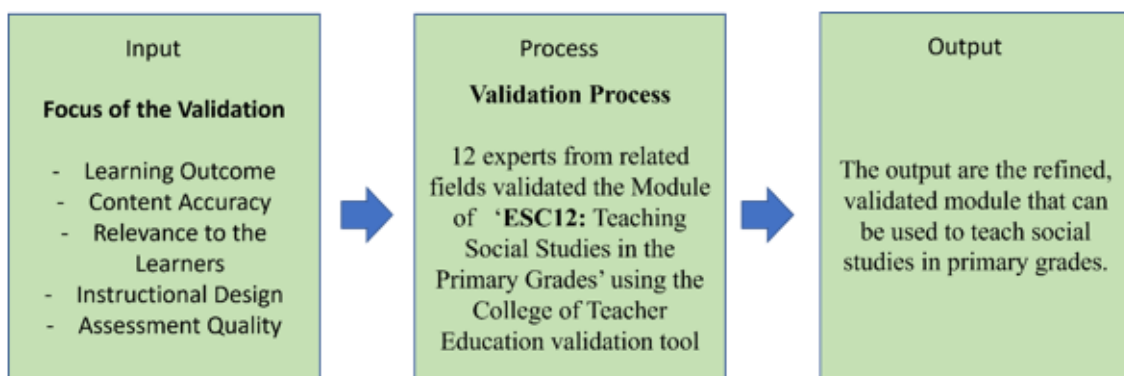 Input
Focus of the Validation
- Learning Outcome
- Content Accuracy
- Relevance to the
Learners
- Instructional Design
- Assessment Quality
Process
Validation Process
12 experts from related
fields validated the Module
of ‘ESC12: Teaching
Social Studies in the
Primary Grades’ using the
College of Teacher
Education validation tool
Output
The output are the refined,
validated module that can
be used to teach social
studies in primary grades.